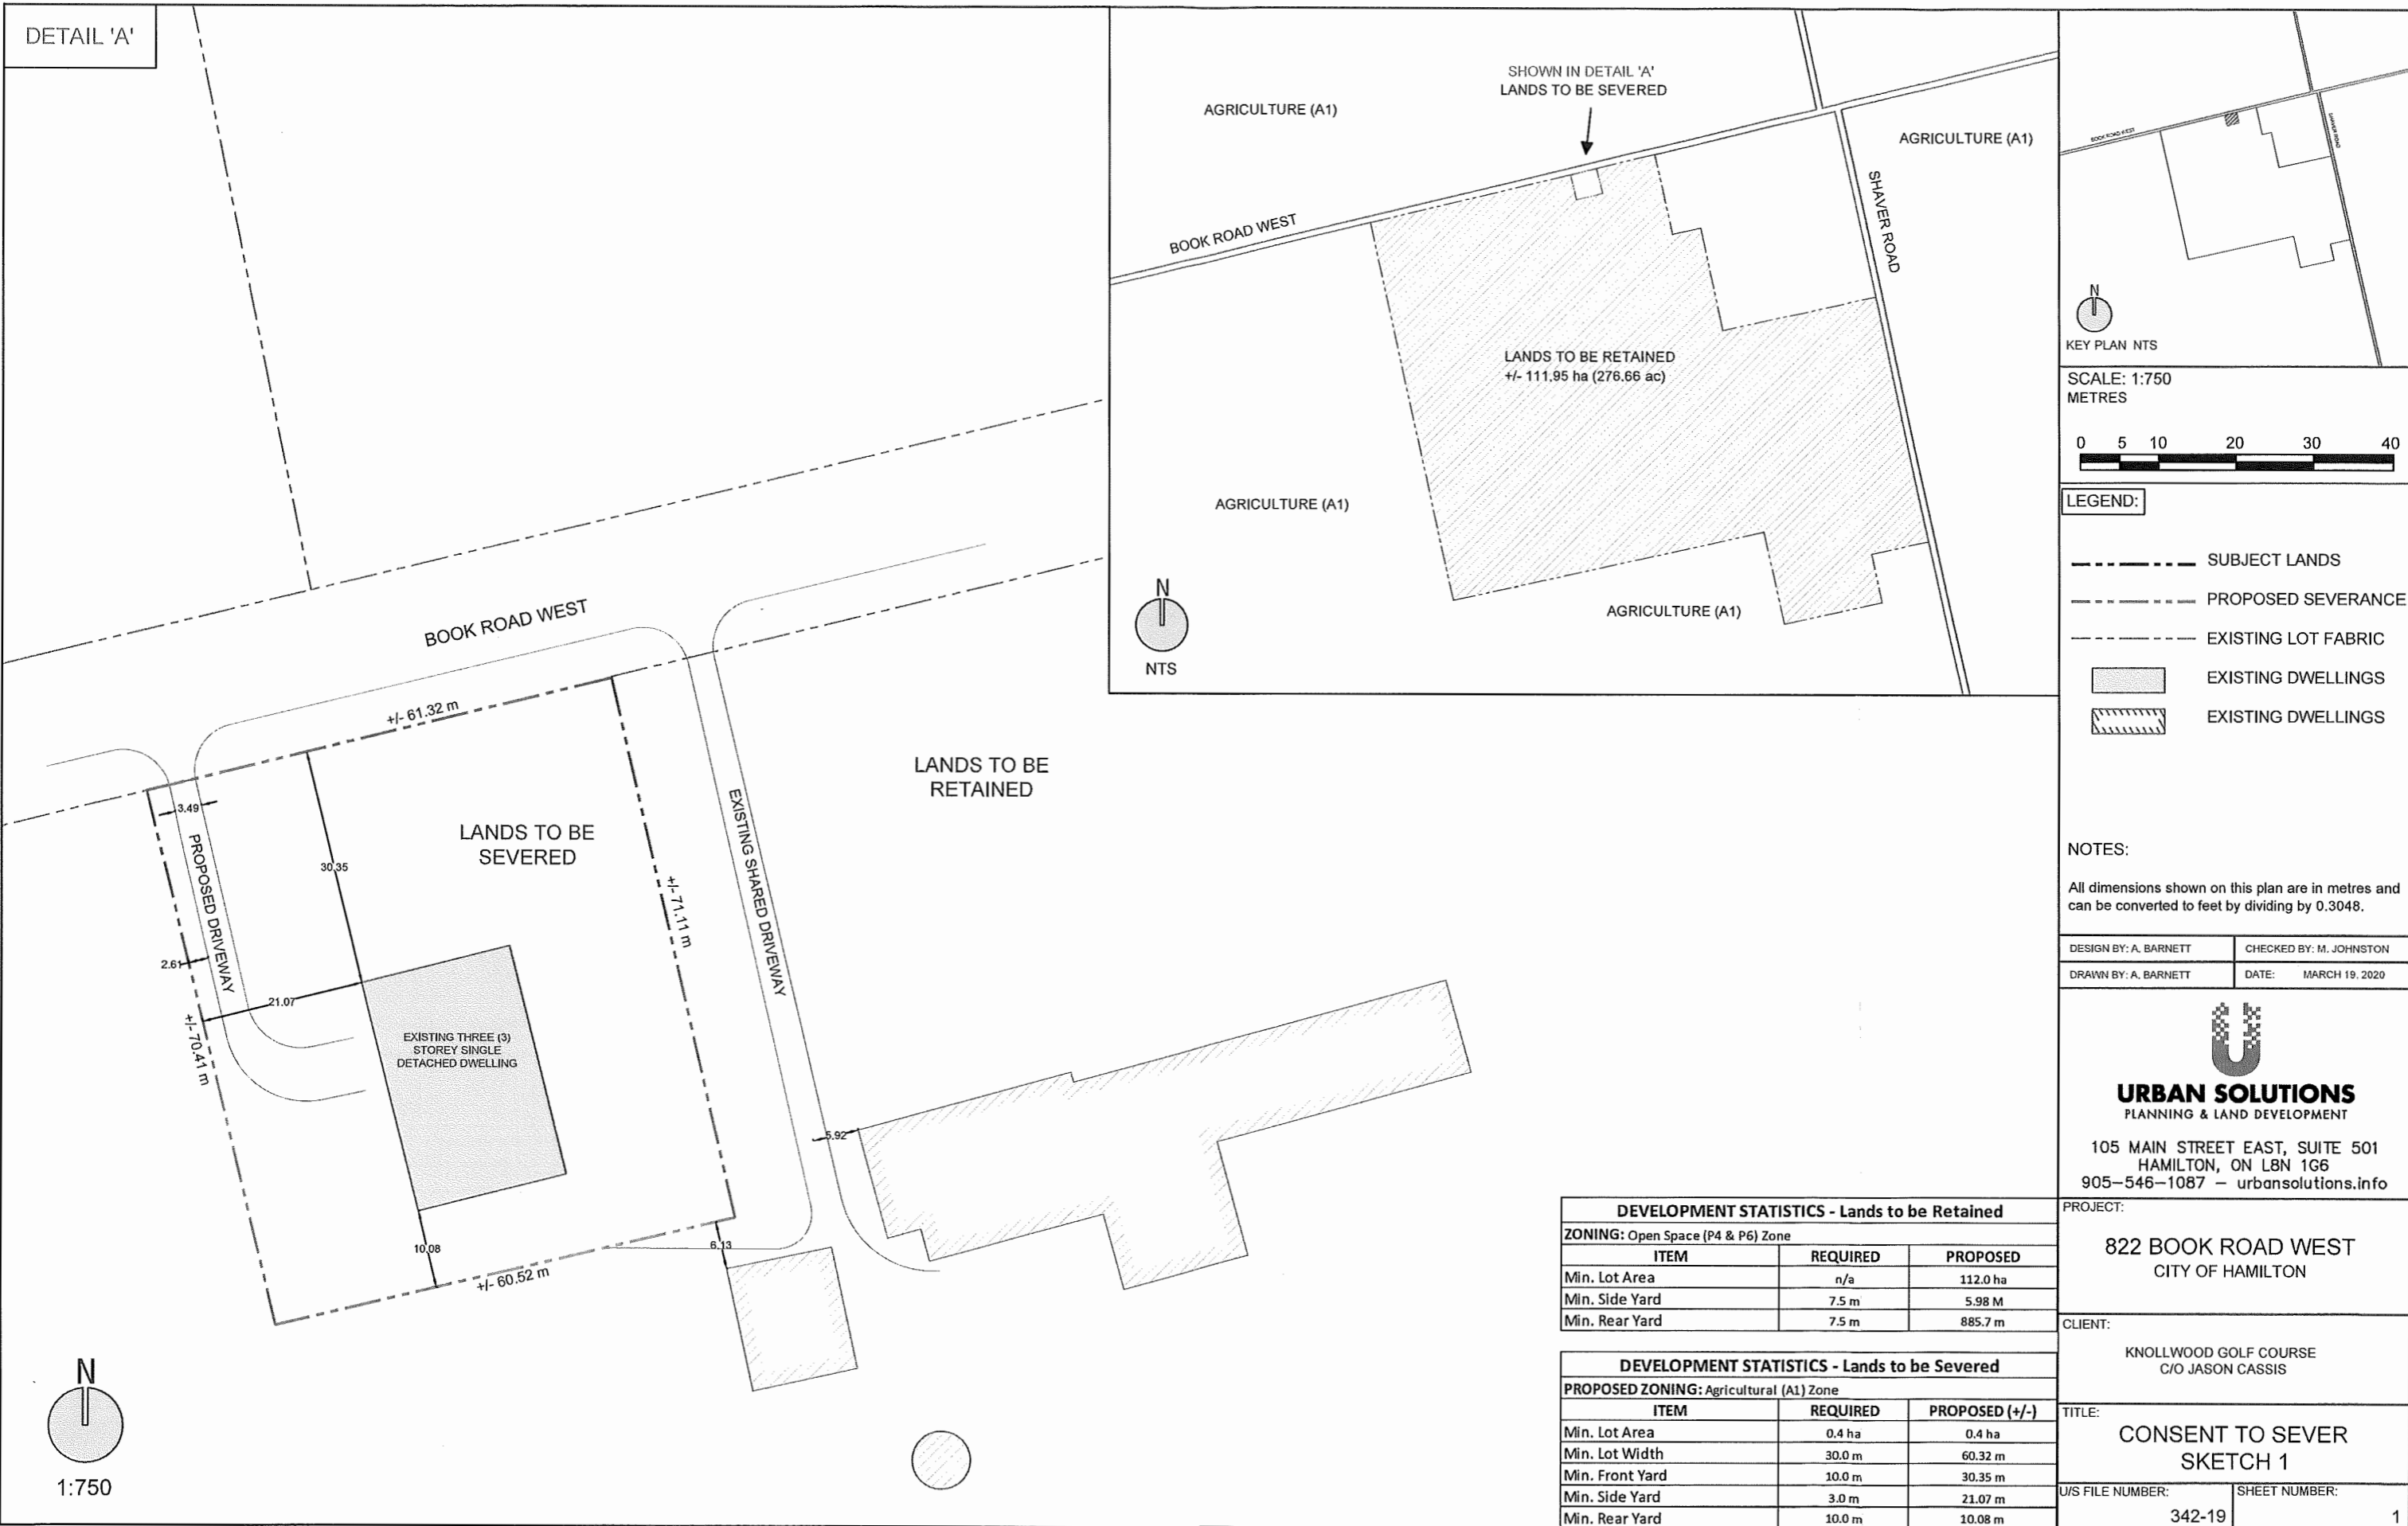 DETAIL 'A'
BOOK ROAD WEST
+/- 61.32 m
3.49
PROPOSED DRIVEWAY
30.35
LANDS TO BE
SEVERED
+/-71.11 m
EXISTING SHARED DRIVEWAY
LANDS TO BE
RETAINED
2.61
21.07
+/-70.41 m
EXISTING THREE (3)
STOREY SINGLE
DETACHED DWELLING
5.92
10.08
6.13
+/- 60.52 m
N
1:750
SHOWN IN DETAIL 'A'
LANDS TO BE SEVERED
AGRICULTURE (A1)
AGRICULTURE (A1)
SHAVER ROAD
BOOK ROAD WEST
LANDS TO BE RETAINED
+/- 111.95 ha (276.66 ac)
AGRICULTURE (A1)
AGRICULTURE (A1)
N
NTS
BOOK ROAD WEST
SHAVER ROAD
N
KEY PLAN NTS
SCALE: 1:750
METRES
0 5 10 20 30 40
LEGEND:
SUBJECT LANDS
PROPOSED SEVERANCE
EXISTING LOT FABRIC
EXISTING DWELLINGS
EXISTING DWELLINGS
NOTES:
All dimensions shown on this plan are in metres and
can be converted to feet by dividing by 0.3048.
DESIGN BY: A. BARNETT CHECKED BY: M. JOHNSTON
DRAWN BY: A. BARNETT DATE: MARCH 19, 2020
URBAN SOLUTIONS
PLANNING & LAND DEVELOPMENT
105 MAIN STREET EAST, SUITE 501
HAMILTON, ON L8N 1G6
905-546-1087 - urbansolutions.info
PROJECT:
822 BOOK ROAD WEST
CITY OF HAMILTON
CLIENT:
KNOLLWOOD GOLF COURSE
C/O JASON CASSIS
TITLE:
CONSENT TO SEVER
SKETCH 1
U/S FILE NUMBER: SHEET NUMBER:
342-19 1
DEVELOPMENT STATISTICS - Lands to be Retained
ZONING: Open Space (P4 & P6) Zone
ITEM REQUIRED PROPOSED
Min. Lot Area n/a 112.0 ha
Min. Side Yard 7.5 m 5.98 M
Min. Rear Yard 7.5 m 885.7 m
DEVELOPMENT STATISTICS - Lands to be Severed
PROPOSED ZONING: Agricultural (A1) Zone
ITEM REQUIRED PROPOSED (+/-)
Min. Lot Area 0.4 ha 0.4 ha
Min. Lot Width 30.0 m 60.32 m
Min. Front Yard 10.0 m 30.35 m
Min. Side Yard 3.0 m 21.07 m
Min. Rear Yard 10.0 m 10.08 m